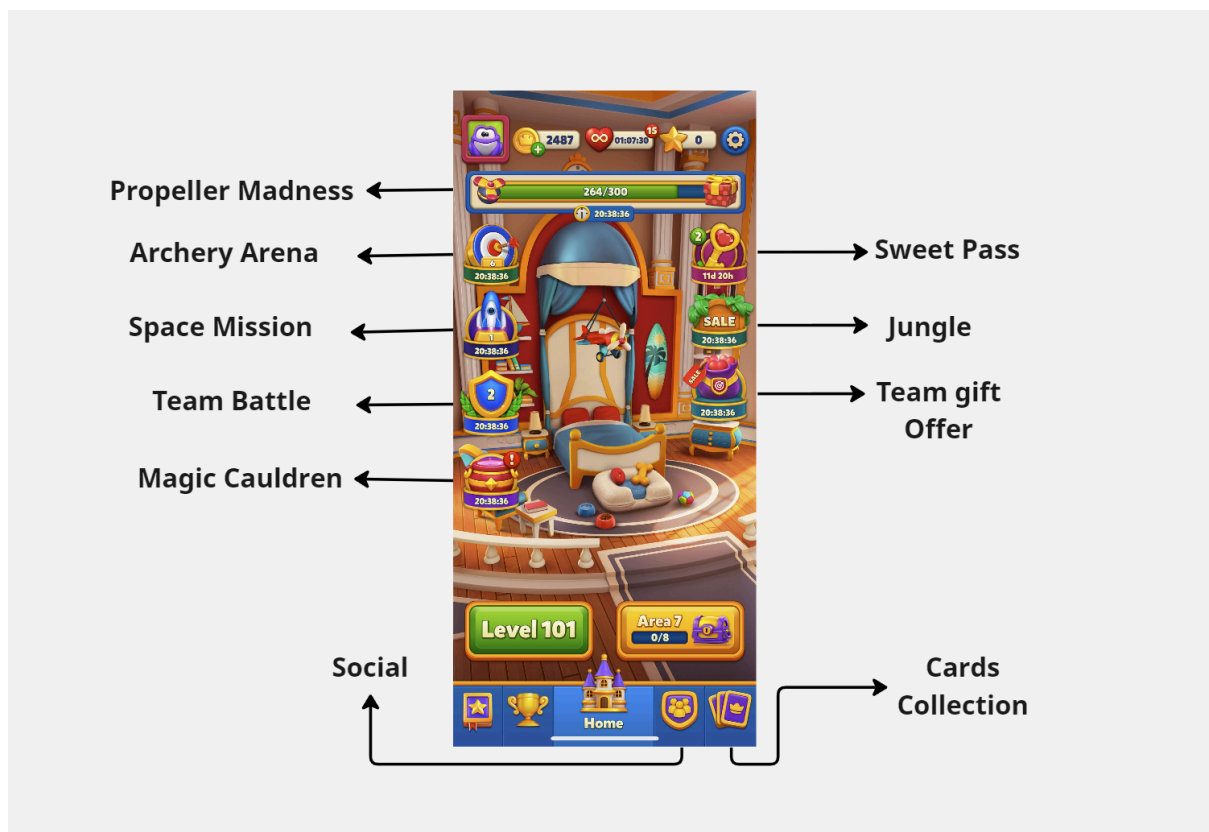 2487
01:07:30
15
0
Propeller Madness
264/300
20:38:36
Archery Arena
6
20:38:36
2
11d 20h
Sweet Pass
Space Mission
1
20:38:36
SALE
20:38:36
Jungle
Team Battle
2
20:38:36
SALE
20:38:36
Team gift
Offer
Magic Cauldren
!
20:38:36
Level 101
Area 7
0/8
Social
Cards
Collection
Home